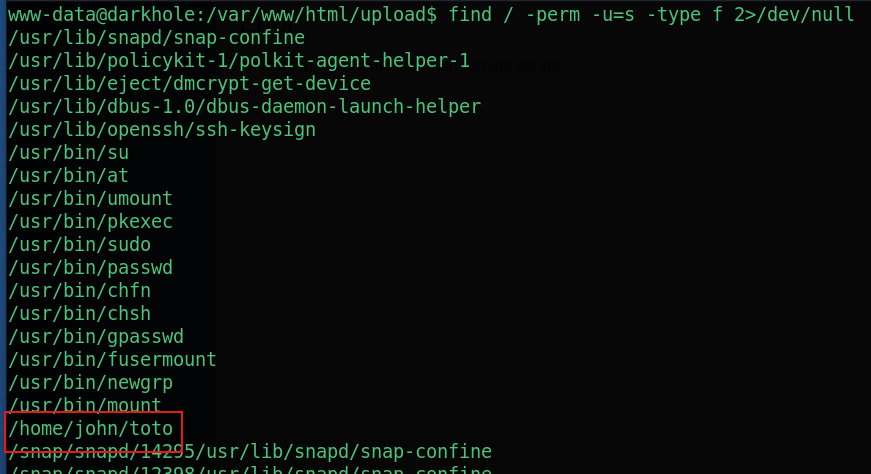 www-data@darkhole:/var/www/html/upload$ find / -perm -u=s -type f 2>/dev/null
/usr/lib/snapd/snap-confine
/usr/lib/policykit-1/polkit-agent-helper-1
/usr/lib/eject/dmcrypt-get-device
/usr/lib/dbus-1.0/dbus-daemon-launch-helper
/usr/lib/openssh/ssh-keysign
/usr/bin/su
/usr/bin/at
/usr/bin/umount
/usr/bin/pkexec
/usr/bin/sudo
/usr/bin/passwd
/usr/bin/chfn
/usr/bin/chsh
/usr/bin/gpasswd
/usr/bin/fusermount
/usr/bin/newgrp
/usr/bin/mount
/home/john/toto
/snap/snapd/14295/usr/lib/snapd/snap-confine
/snap/snapd/12398/usr/lib/snapd/snap-confine